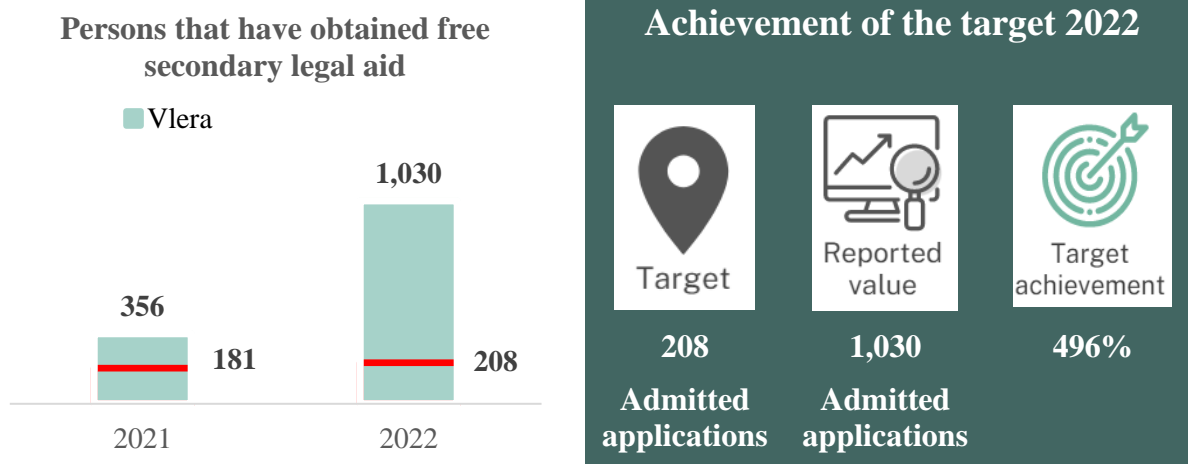 Persons that have obtained free
secondary legal aid
Vlera
1,030
356
181
208
2021
2022
Achievement of the target 2022
Target
Reported
value
Target
achievement
208
1,030
496%
Admitted
applications
Admitted
applications